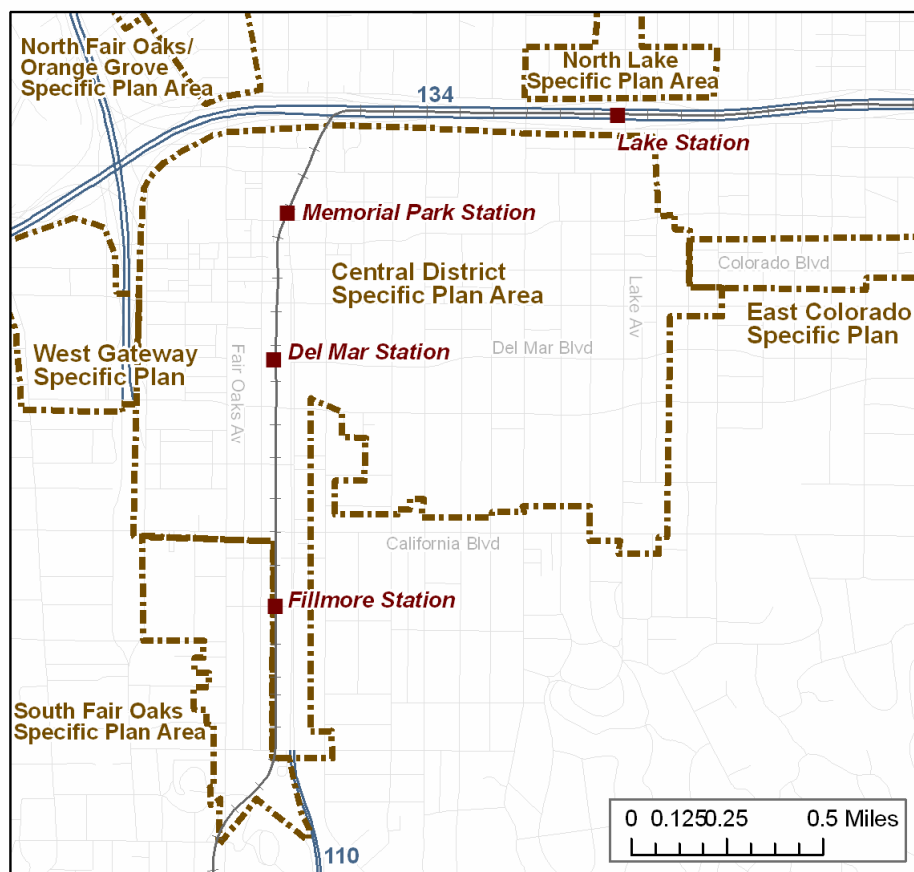 North Fair Oaks/
Orange Grove
Specific Plan Area
134
North Lake
Specific Plan Area
Lake Station
Memorial Park Station
Central District
Specific Plan Area
Colorado Blvd
Lake Av
East Colorado
Specific Plan
West Gateway
Specific Plan
Fair Oaks Av
Del Mar Station
Del Mar Blvd
California Blvd
Fillmore Station
South Fair Oaks
Specific Plan Area
0 0.125 0.25 0.5 Miles
110